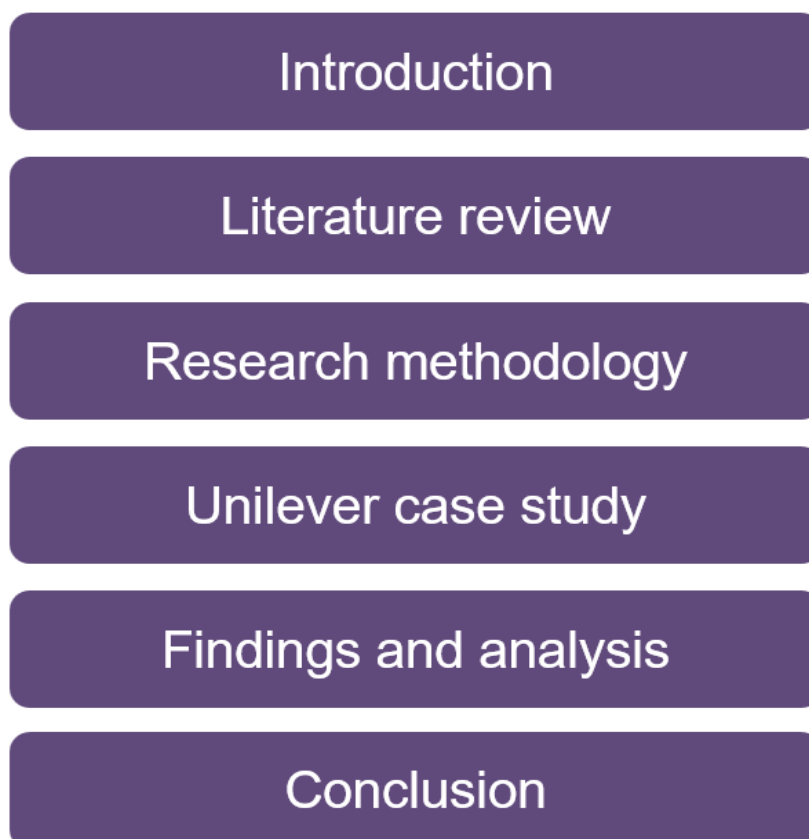 Introduction
Literature review
Research methodology
Unilever case study
Findings and analysis
Conclusion